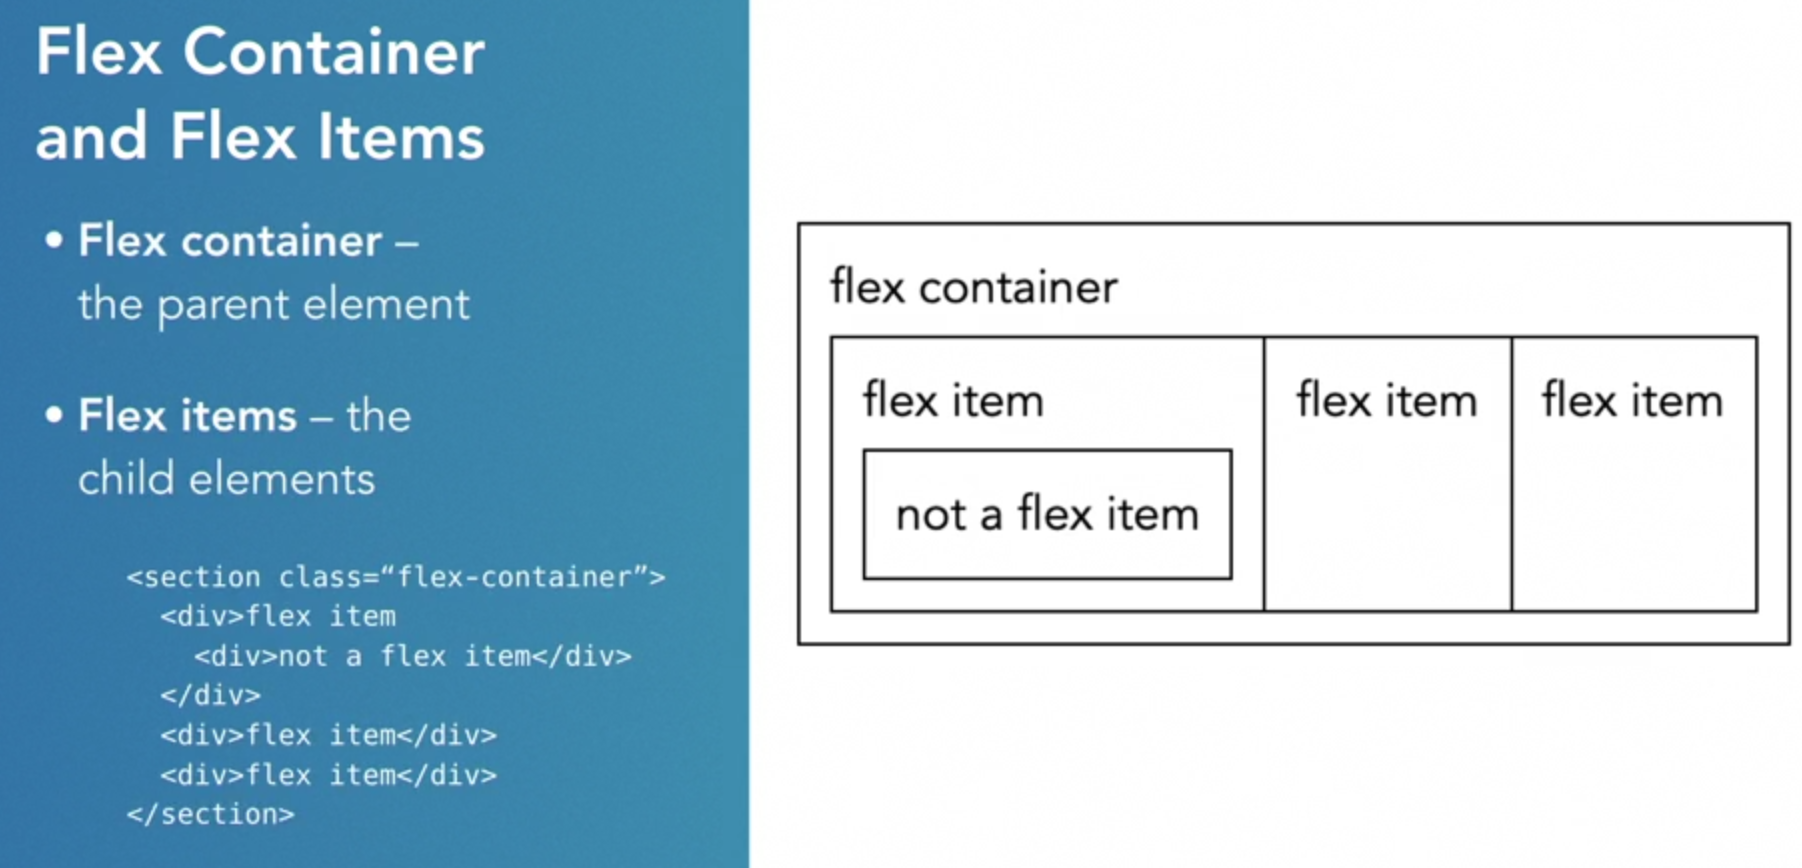 Flex Container
and Flex Items
• Flex container –
the parent element
• Flex items – the
child elements
<section class=“flex-container”>
<div>flex item
<div>not a flex item</div>
</div>
<div>flex item</div>
<div>flex item</div>
</section>
flex container
flex item
flex item
flex item
not a flex item